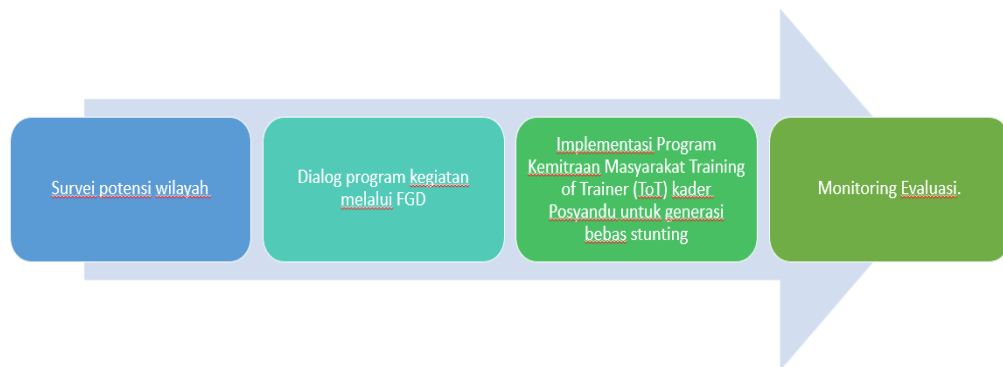 Survei potensi wilayah
Dialog program kegiatan
melalui FGD
Implementasi Program
Kemitraan Masyarakat Training
of Trainer (ToT) kader
Posyandu untuk generasi
bebas stunting
Monitoring Evaluasi.